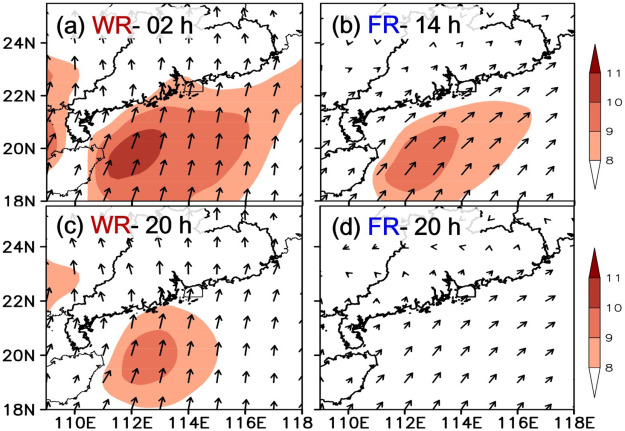 (a) WR- 02 h
(b) FR- 14 h
24N
22N
20N
18N
11
10
9
8
(c) WR- 20 h
(d) FR- 20 h
24N
22N
20N
18N
11
10
9
8
110E 112E 114E 116E 118E
110E 112E 114E 116E 118E